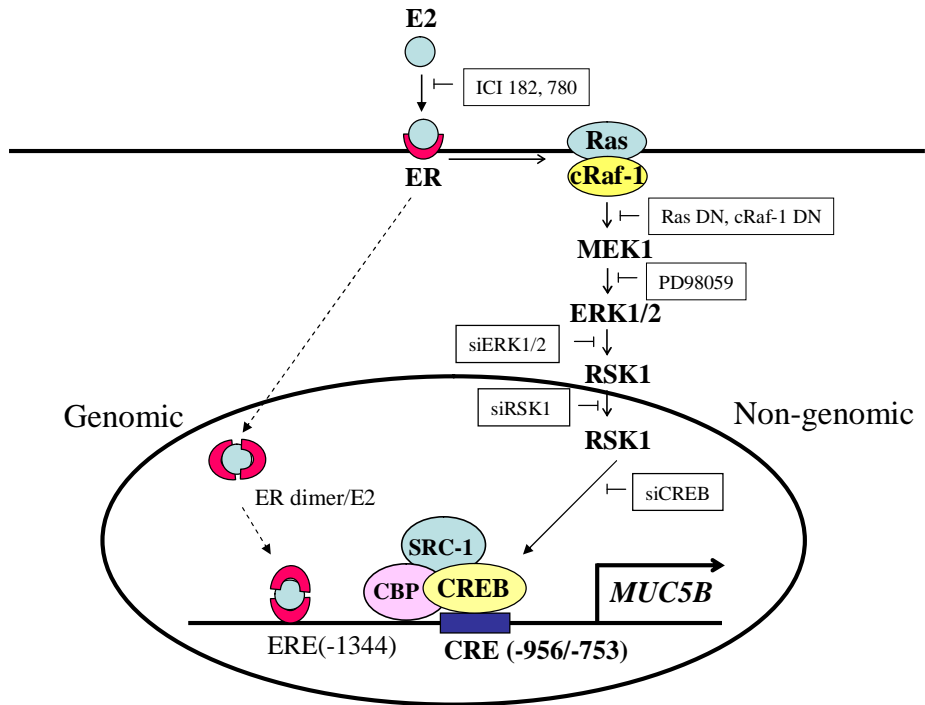 E2
ICI 182, 780
Ras
ER
cRaf-1
Ras DN, cRaf-1 DN
MEK1
PD98059
ERK1/2
siERK1/2
RSK1
Genomic
siRSK1
Non-genomic
RSK1
ER dimer/E2
siCREB
SRC-1
CBP
CREB
MUC5B
ERE(-1344)
CRE (-956/-753)